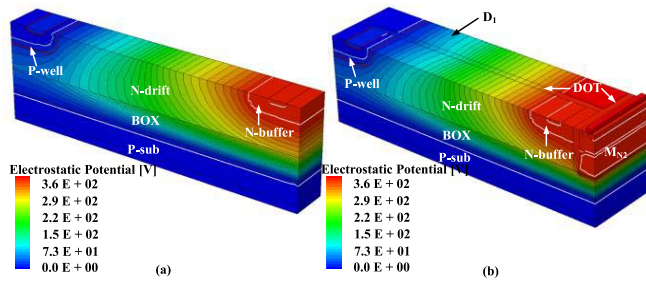 D1
P-well
P-well
DOT
N-drift
N-drift
BOX
BOX
N-buffer
N-buffer
MN2
P-sub
P-sub
Electrostatic Potential [V]
3.6 E + 02
2.9 E + 02
2.2 E + 02
1.5 E + 02
7.3 E + 01
0.0 E + 00
(a)
Electrostatic Potential [V]
3.6 E + 02
2.9 E + 02
2.2 E + 02
1.5 E + 02
7.3 E + 01
0.0 E + 00
(b)